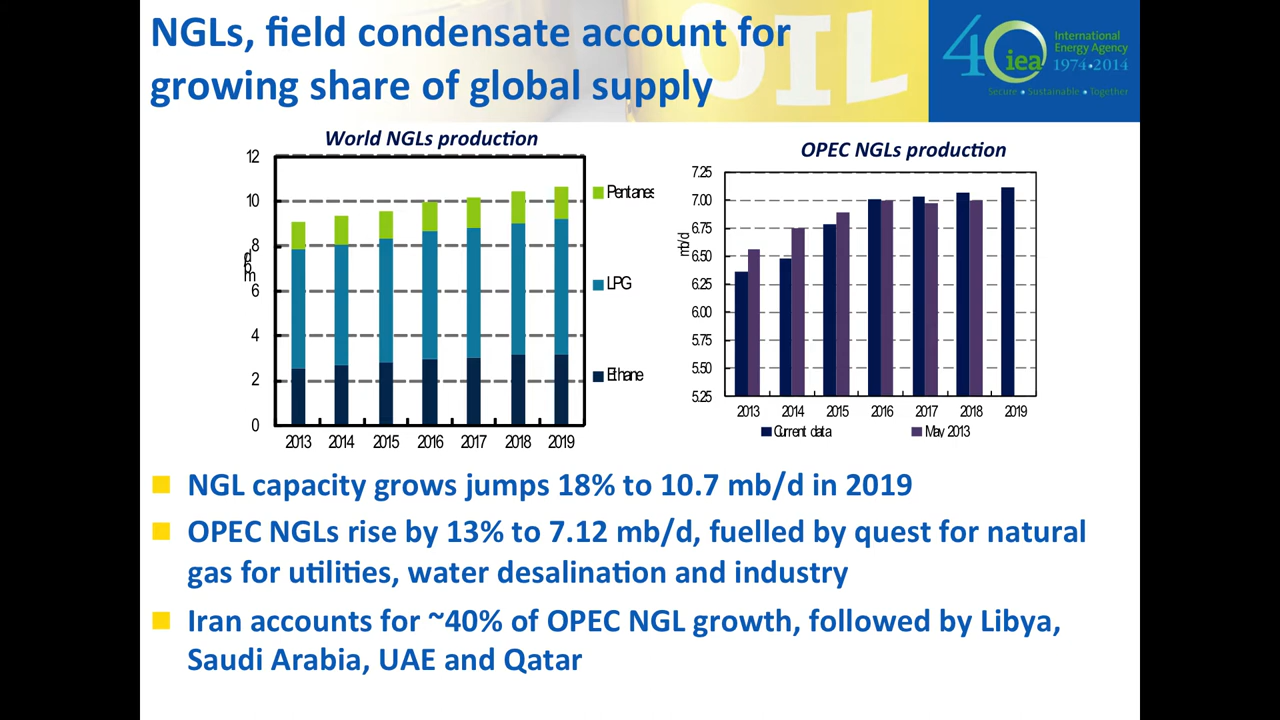 NGLs, field condensate account for
growing share of global supply
OIL
40
iea
International
Energy Agency
1974•2014
Secure • Sustainable • Together
World NGLs production
12
10
8
6
4
2
0
mbd
2013 2014 2015 2016 2017 2018 2019
Pentanes
LPG
Ethane
OPEC NGLs production
7.25
7.00
6.75
6.50
6.25
6.00
5.75
5.50
5.25
mb/d
2013 2014 2015 2016 2017 2018 2019
Current data May 2013
NGL capacity grows jumps 18% to 10.7 mb/d in 2019
OPEC NGLs rise by 13% to 7.12 mb/d, fuelled by quest for natural
gas for utilities, water desalination and industry
Iran accounts for ~40% of OPEC NGL growth, followed by Libya,
Saudi Arabia, UAE and Qatar